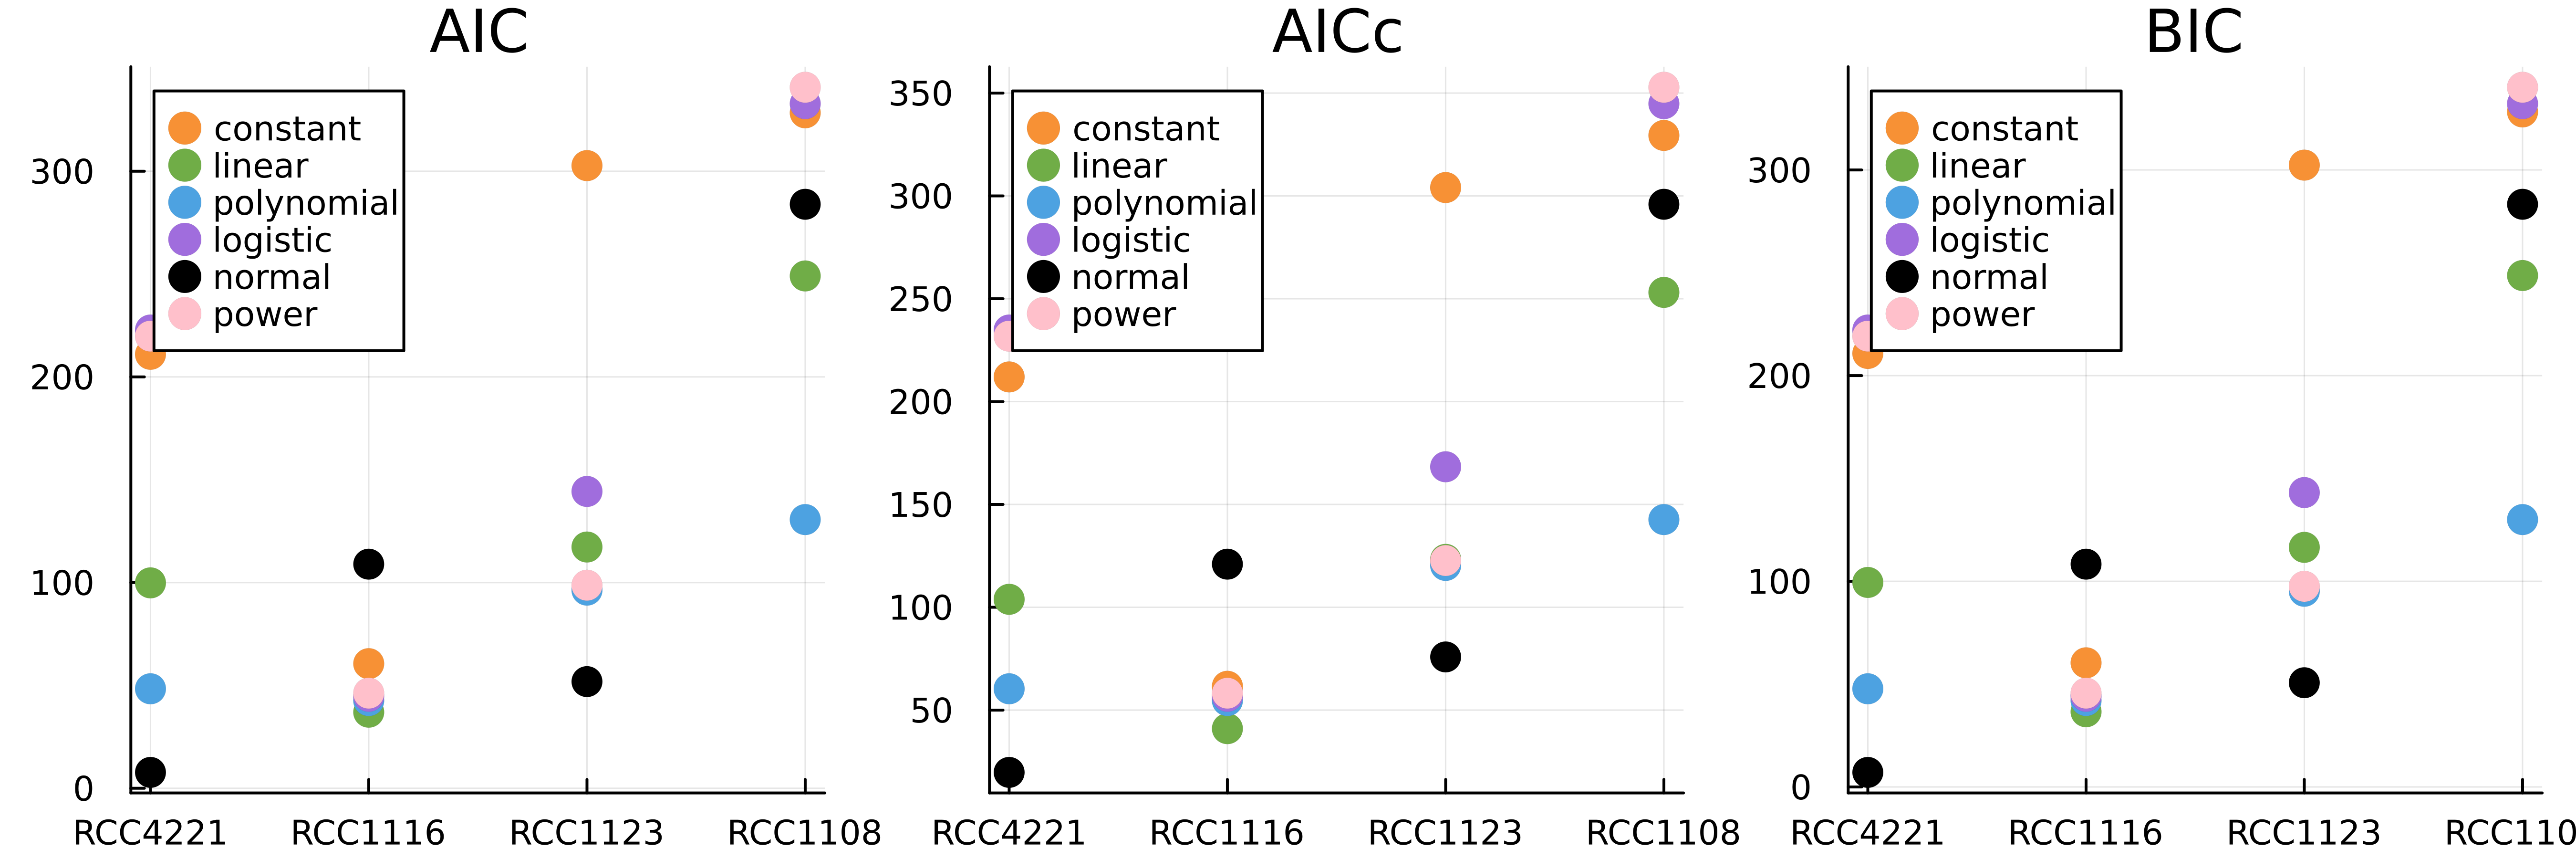 AIC
300
200
100
0
constant
linear
polynomial
logistic
normal
power
RCC4221 RCC1116 RCC1123 RCC1108
AICc
350
300
250
200
150
100
50
constant
linear
polynomial
logistic
normal
power
RCC4221 RCC1116 RCC1123 RCC1108
BIC
300
200
100
0
constant
linear
polynomial
logistic
normal
power
RCC4221 RCC1116 RCC1123 RCC110